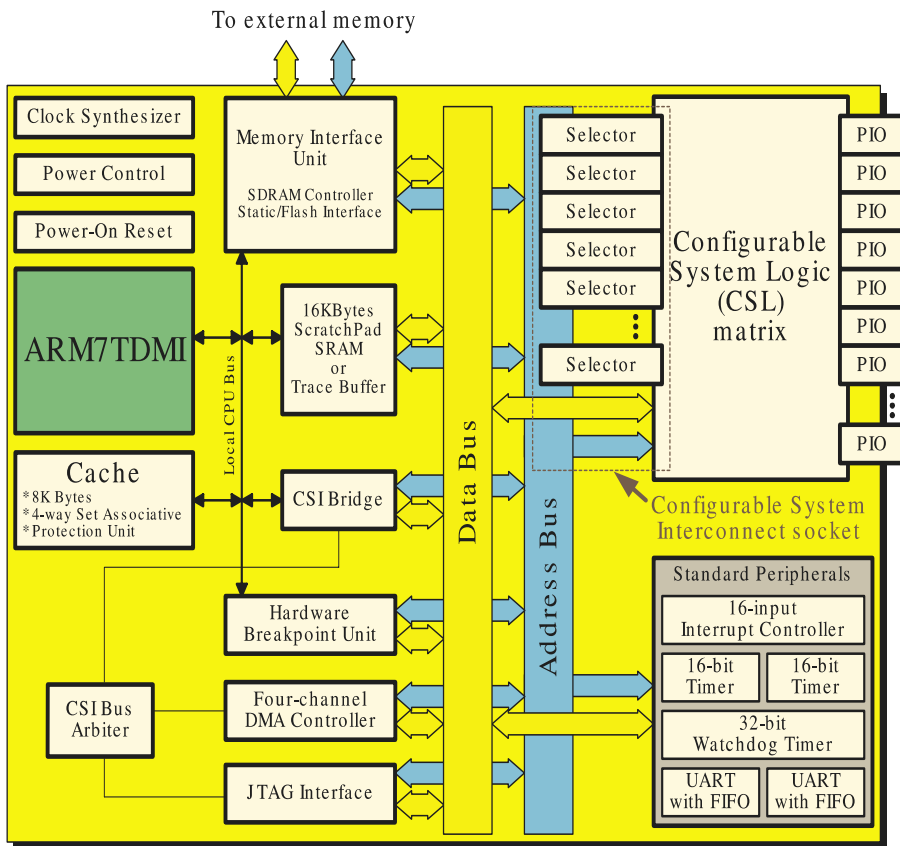 To external memory
Clock Synthesizer
Power Control
Power-On Reset
ARM7TDMI
Cache
*8K Bytes
*4-way Set Associative
*Protection Unit
Memory Interface
Unit
SDRAM Controller
Static/Flash Interface
16KBytes
ScratchPad
SRAM
or
Trace Buffer
Local CPU Bus
CSI Bridge
Hardware
Breakpoint Unit
CSI Bus
Arbiter
Four-channel
DMA Controller
JTAG Interface
Data Bus
Address Bus
Selector
Selector
Selector
Selector
Selector
Selector
Configurable
System Logic
(CSL)
matrix
PIO
PIO
PIO
PIO
PIO
PIO
PIO
PIO
Configurable System
Interconnect socket
Standard Peripherals
16-input
Interrupt Controller
16-bit
Timer
16-bit
Timer
32-bit
Watchdog Timer
UART
with FIFO
UART
with FIFO